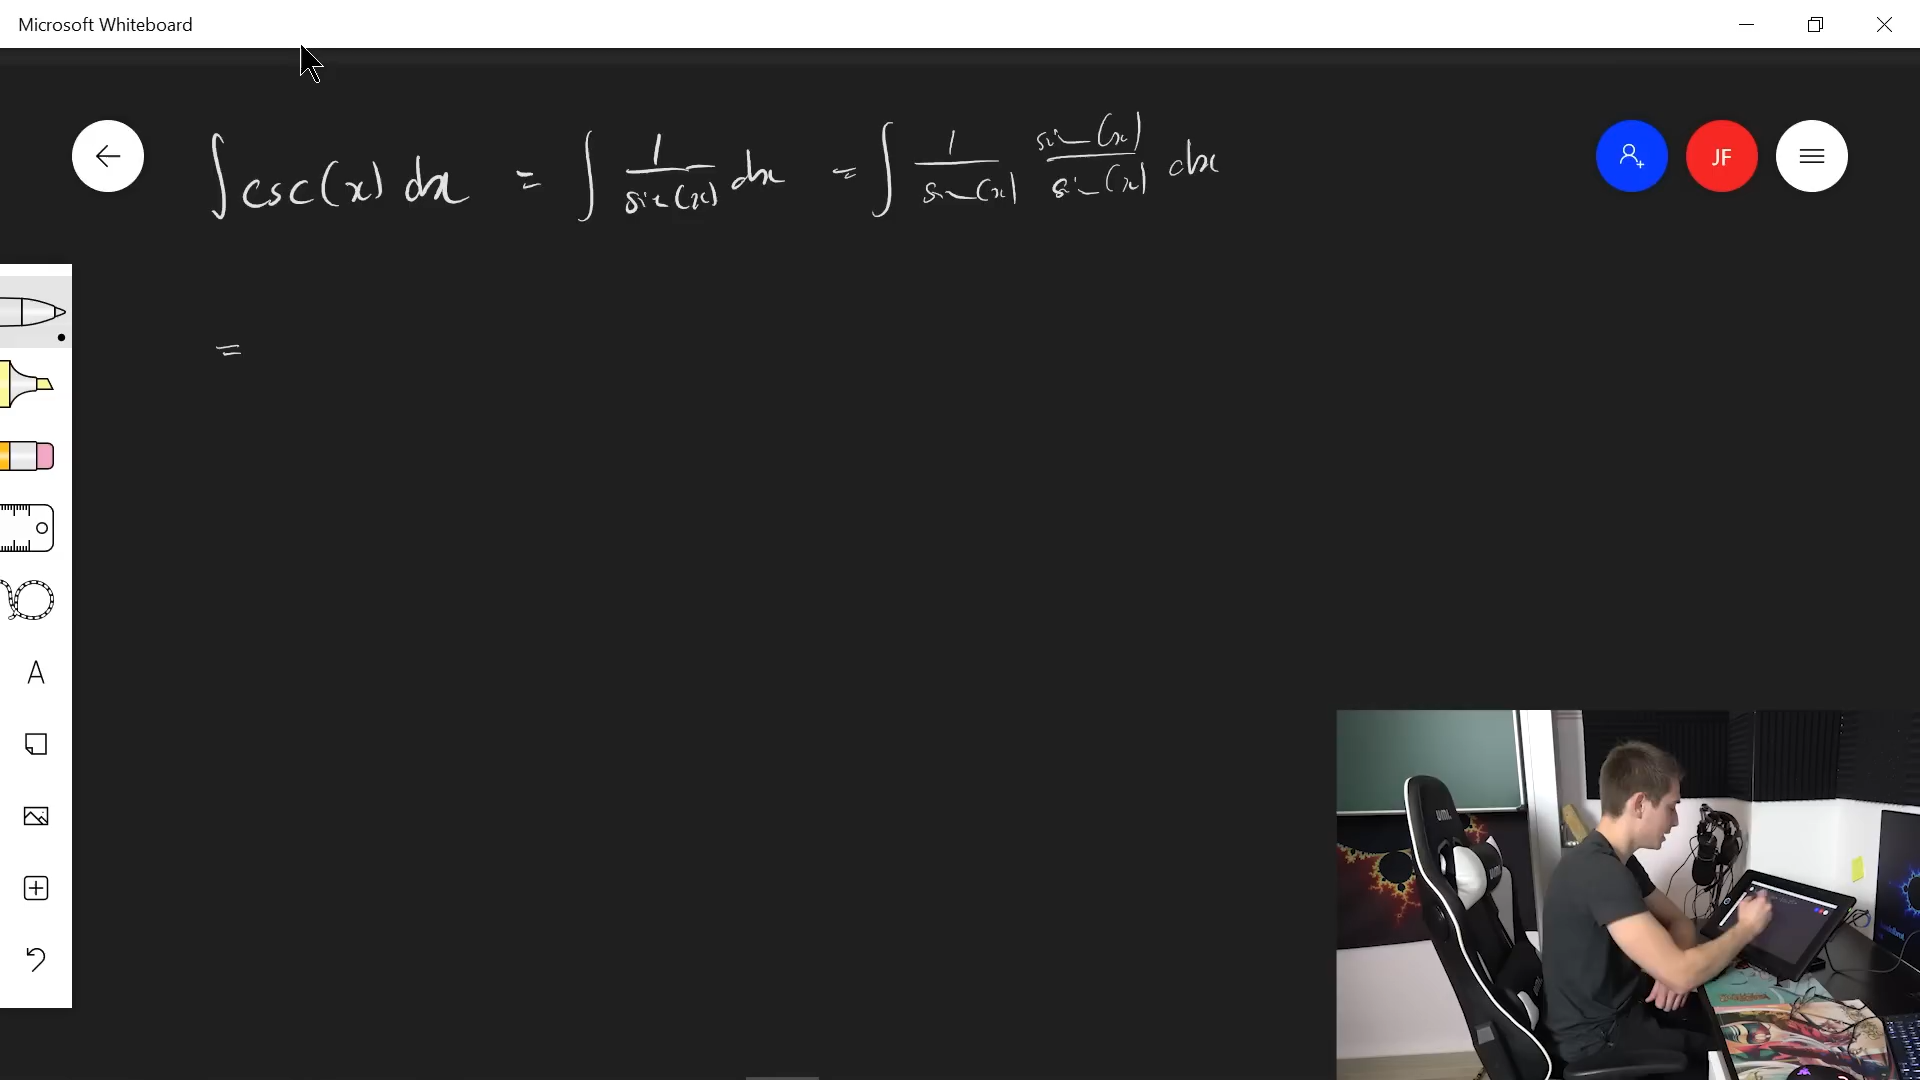 Microsoft Whiteboard
∫ csc(x) dx = ∫ 1/sin(x) dx = ∫ 1/sin(x) sin(x)/sin(x) dx
JF
=
A